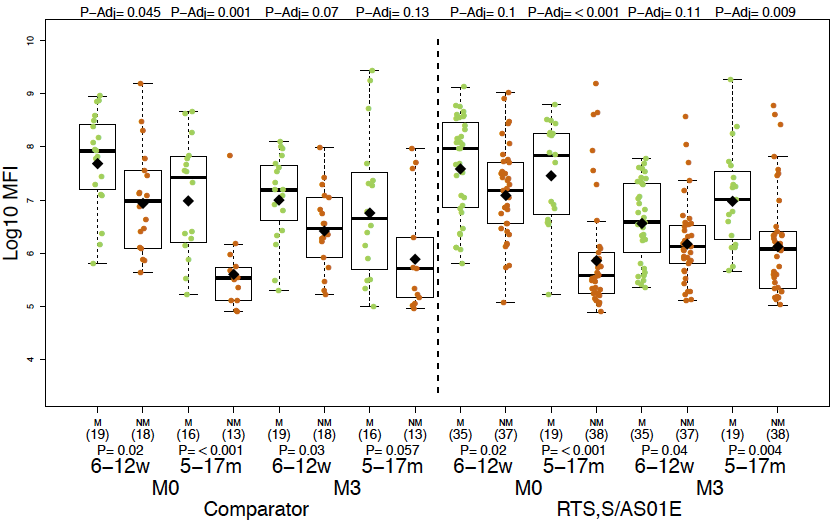 P−Adj= 0.045 P−Adj= 0.001 P−Adj= 0.07 P−Adj= 0.13 P−Adj= 0.1 P−Adj= < 0.001 P−Adj= 0.11 P−Adj= 0.009
Log10 MFI
10
9
8
7
6
5
4
M NM M NM M NM M NM M NM M NM M NM M NM
(19) (18) (16) (13) (19) (18) (16) (13) (35) (37) (19) (38) (35) (37) (19) (38)
P= 0.02 P= < 0.001 P= 0.03 P= 0.057 P= 0.02 P= <0.001 P= 0.04 P= 0.004
6−12w 5−17m 6−12w 5−17m 6−12w 5−17m 6−12w 5−17m
M0 M3 M0 M3
Comparator RTS,S/AS01E